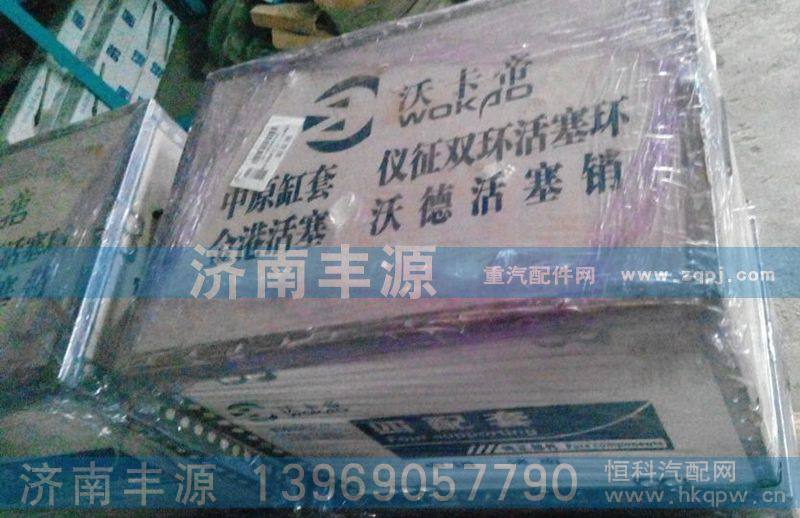 沃卡帝
WOKAD
中原缸套 仪征双环活塞环
金港活塞 沃德活塞销
济南丰源 重汽配件网 www.zqpj.com
四配套
济南丰源 13969057790 恒科汽配网
www.hkqpw.cn